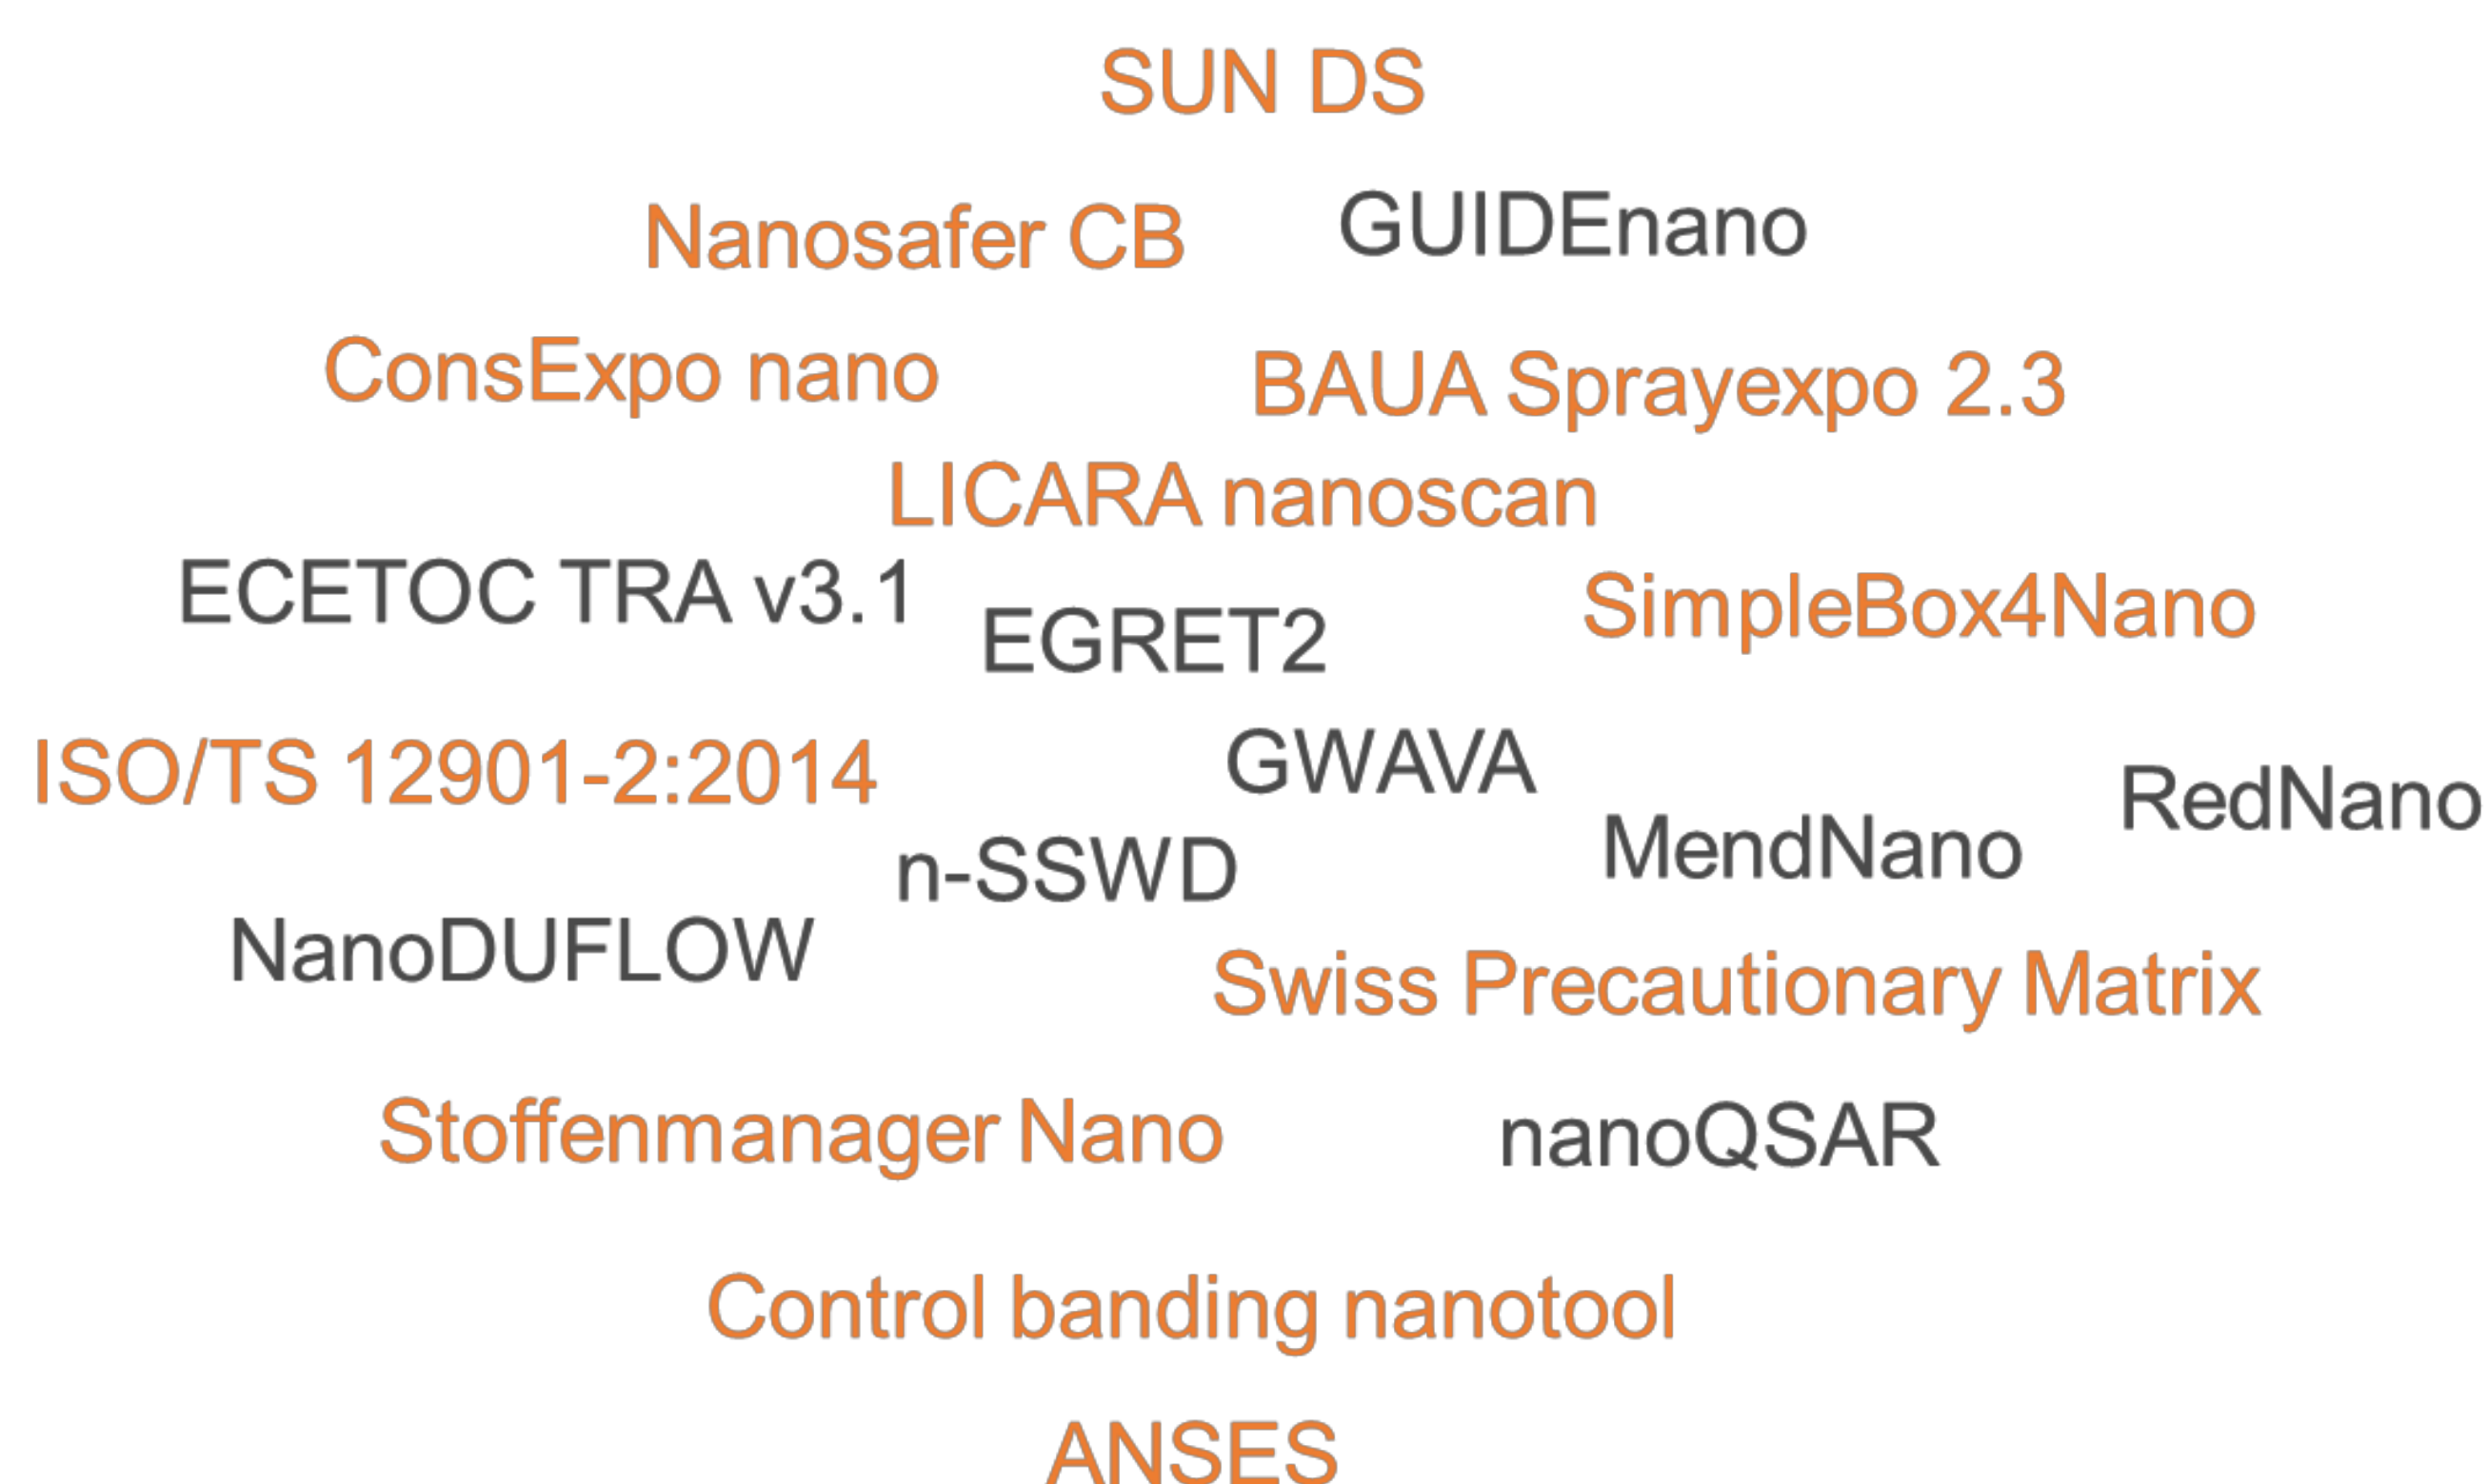 SUN DS
Nanosafer CB
GUIDEnano
ConsExpo nano
BAUA Sprayexpo 2.3
LICARA nanoscan
ECETOC TRA v3.1
EGRET2
SimpleBox4Nano
ISO/TS 12901-2:2014
GWAVA
RedNano
n-SSWD
MendNano
NanoDUFLOW
Swiss Precautionary Matrix
Stoffenmanager Nano
nanoQSAR
Control banding nanotool
ANSES